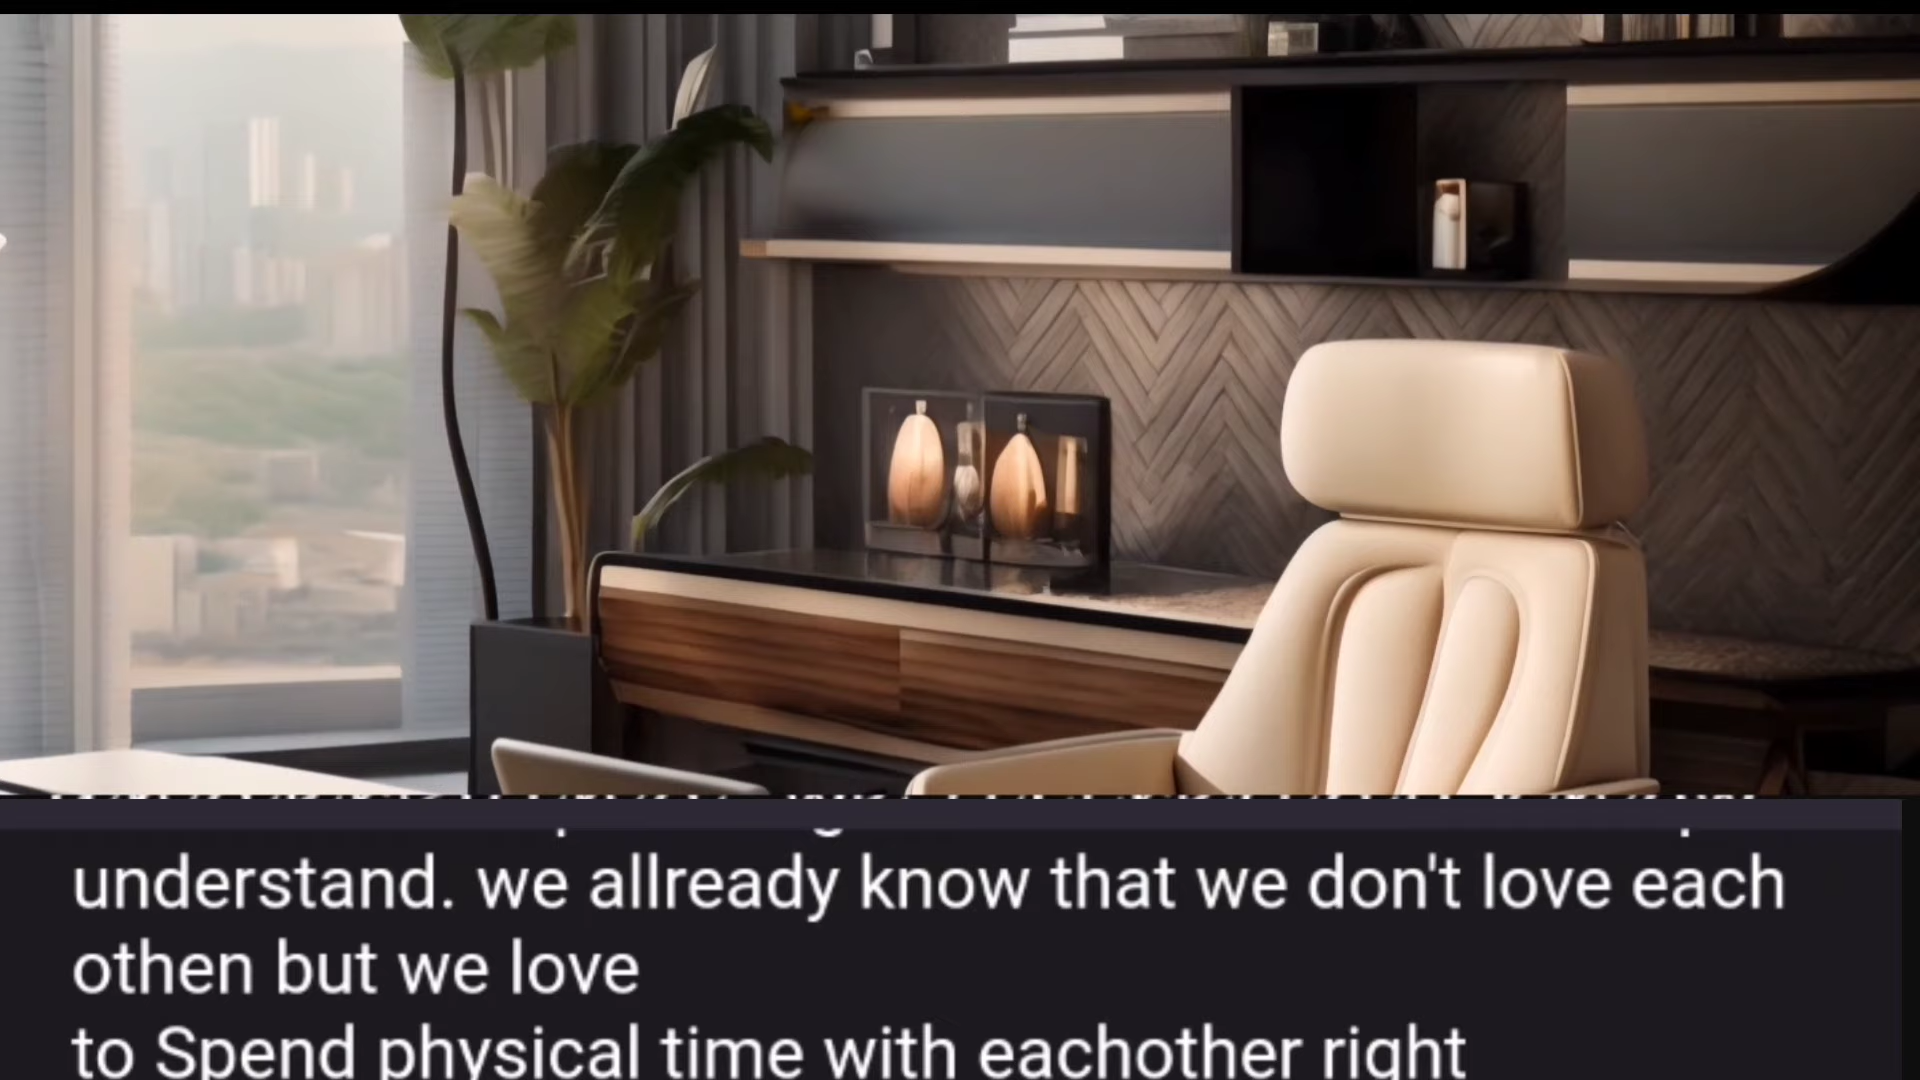 understand. we allready know that we don't love each
othen but we love
to Spend physical time with eachother right